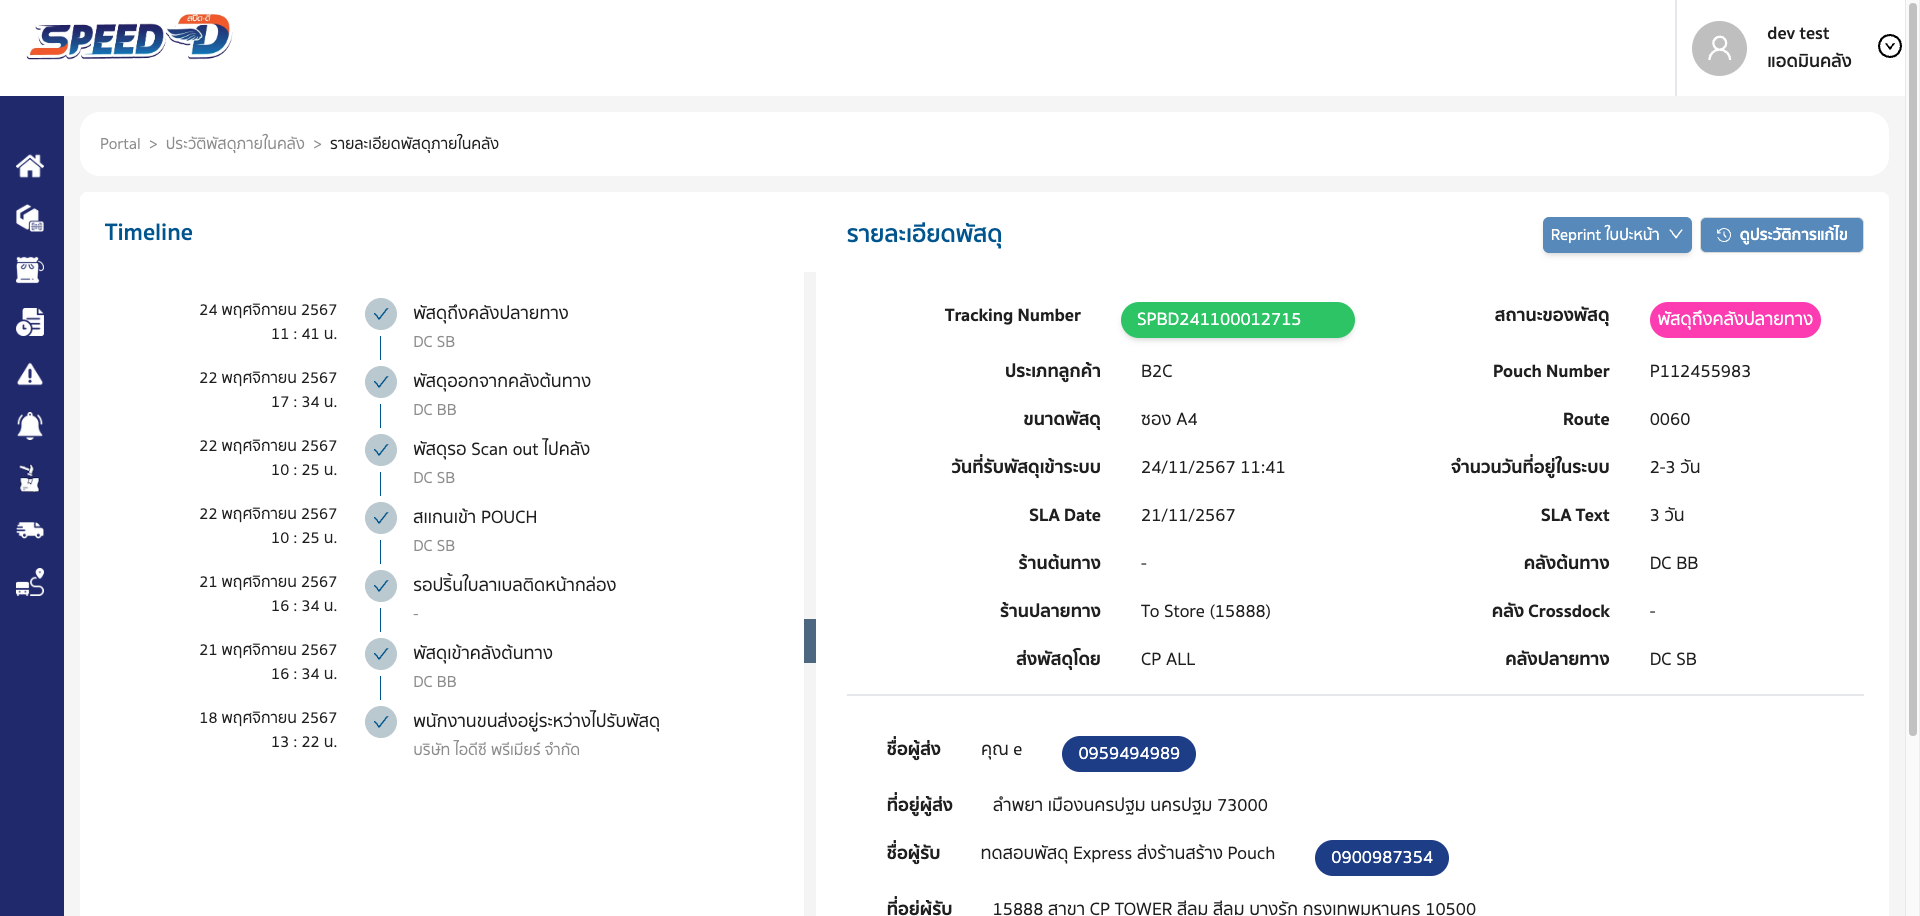 สปีด-ดี
SPEED-D
dev test
แอดมินคลัง
Portal > ประวัติพัสดุภายในคลัง > รายละเอียดพัสดุภายในคลัง
Timeline
24 พฤศจิกายน 2567
11 : 41 น.
พัสดุถึงคลังปลายทาง
DC SB
22 พฤศจิกายน 2567
17 : 34 น.
พัสดุออกจากคลังต้นทาง
DC BB
22 พฤศจิกายน 2567
10 : 25 น.
พัสดุรอ Scan out ไปคลัง
DC SB
22 พฤศจิกายน 2567
10 : 25 น.
สแกนเข้า POUCH
DC SB
21 พฤศจิกายน 2567
16 : 34 น.
รอปริ้นใบลาเบลติดหน้ากล่อง
-
21 พฤศจิกายน 2567
16 : 34 น.
พัสดุเข้าคลังต้นทาง
DC BB
18 พฤศจิกายน 2567
13 : 22 น.
พนักงานขนส่งอยู่ระหว่างไปรับพัสดุ
บริษัท ไอดีซี พรีเมียร์ จำกัด
รายละเอียดพัสดุ
Reprint ใบปะหน้า
ดูประวัติการแก้ไข
Tracking Number SPBD241100012715 สถานะของพัสดุ พัสดุถึงคลังปลายทาง
ประเภทลูกค้า B2C Pouch Number P112455983
ขนาดพัสดุ ซอง A4 Route 0060
วันที่รับพัสดุเข้าระบบ 24/11/2567 11:41 จำนวนวันที่อยู่ในระบบ 2-3 วัน
SLA Date 21/11/2567 SLA Text 3 วัน
ร้านต้นทาง - คลังต้นทาง DC BB
ร้านปลายทาง To Store (15888) คลัง Crossdock -
ส่งพัสดุโดย CP ALL คลังปลายทาง DC SB
ชื่อผู้ส่ง คุณ e 0959494989
ที่อยู่ผู้ส่ง ลำพยา เมืองนครปฐม นครปฐม 73000
ชื่อผู้รับ ทดสอบพัสดุ Express ส่งร้านสร้าง Pouch 0900987354
ที่อยู่ผู้รับ 15888 สาขา CP TOWER สีลม สีลม บางรัก กรุงเทพมหานคร 10500